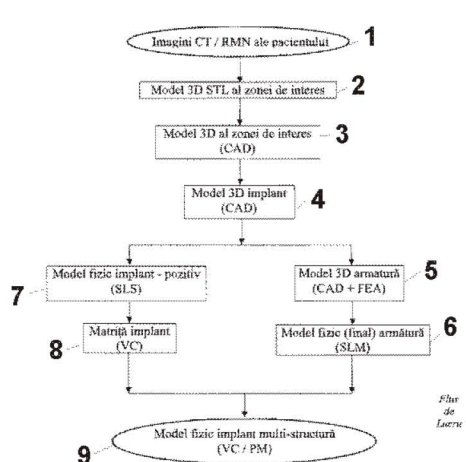 Imagini CT / RMN ale pacientului
1
Model 3D STL al zonei de interes
2
Model 3D al zonei de interes
(CAD)
3
Model 3D implant
(CAD)
4
Model fizic implant - pozitiv
(SLS)
7
Model 3D armatură
(CAD + FEA)
5
Matriță implant
(VC)
8
Model fizic (final) armătură
(SLM)
6
Flux
de
Lucru
Model fizic implant multi-structură
(VC / PM)
9